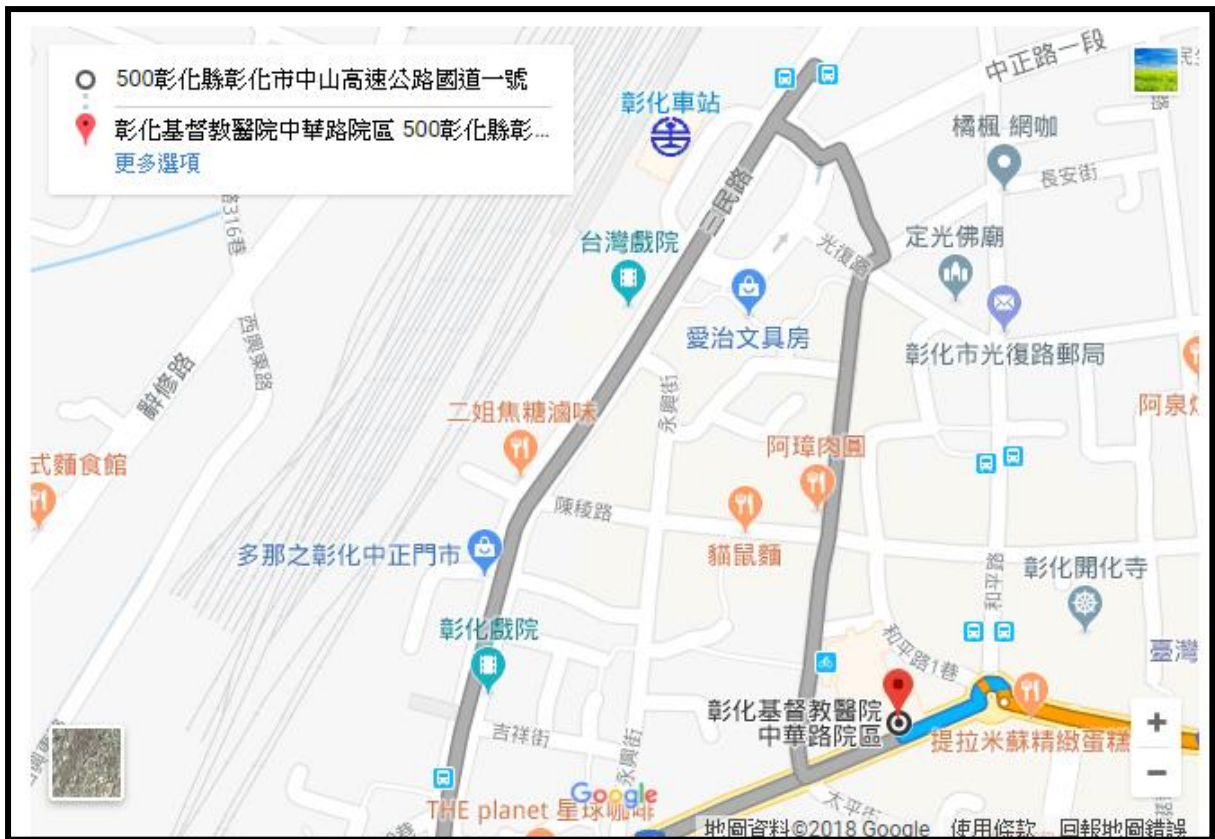 500彰化縣彰化市中山高速公路國道一號
彰化基督教醫院中華路院區 500彰化縣彰...
更多選項
中正路一段
彰化車站
橘楓 網咖
長安街
路316巷
三民路
台灣戲院
光復路
定光佛廟
愛治文具房
彰化市光復路郵局
西興東路
辭修路
永興街
二姐焦糖滷味
阿璋肉圓
式麵食館
陳稜路
貓鼠麵
多那之彰化中正門市
和平路
彰化開化寺
彰化戲院
和平路1巷
臺灣
彰化基督教醫院
中華路院區
提拉米蘇精緻蛋糕
吉祥街
永興街
Google
THE planet 星球咖啡
太平街
+
−
地圖資料©2018 Google 使用條款 回報地圖錯誤